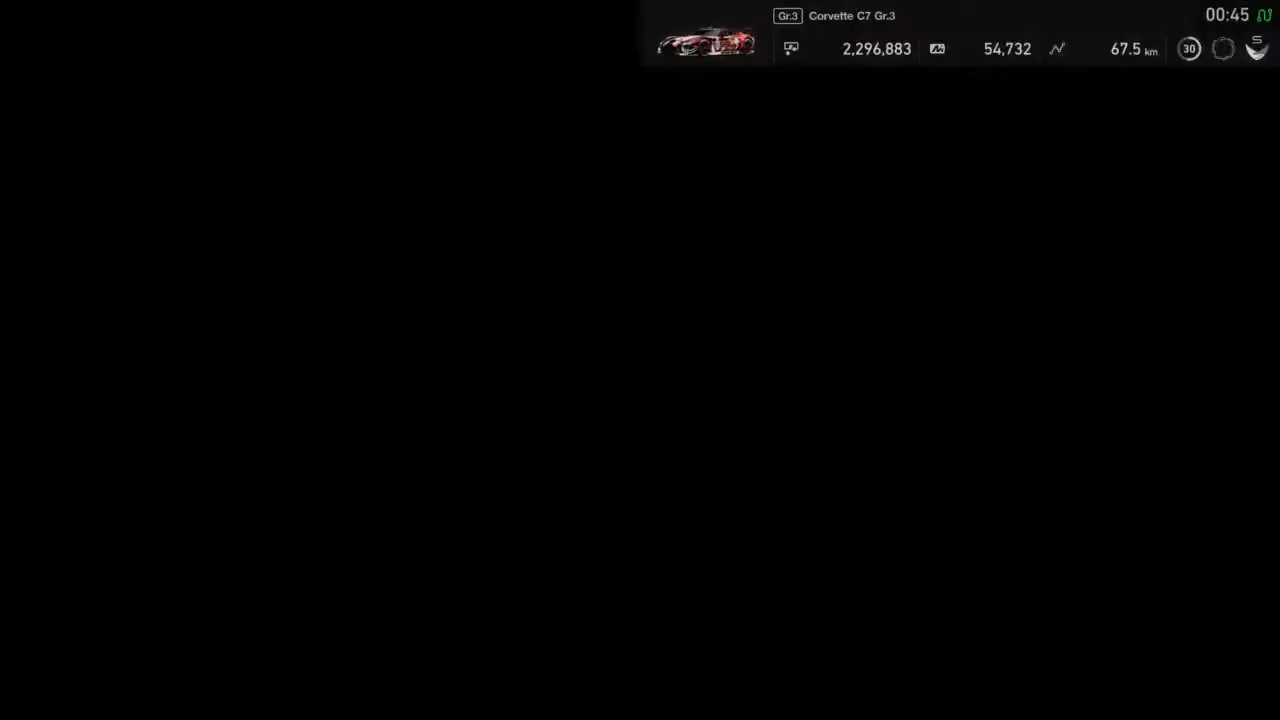 Gr.3 Corvette C7 Gr.3
00:45
2,296,883
54,732
67.5 km
30
S